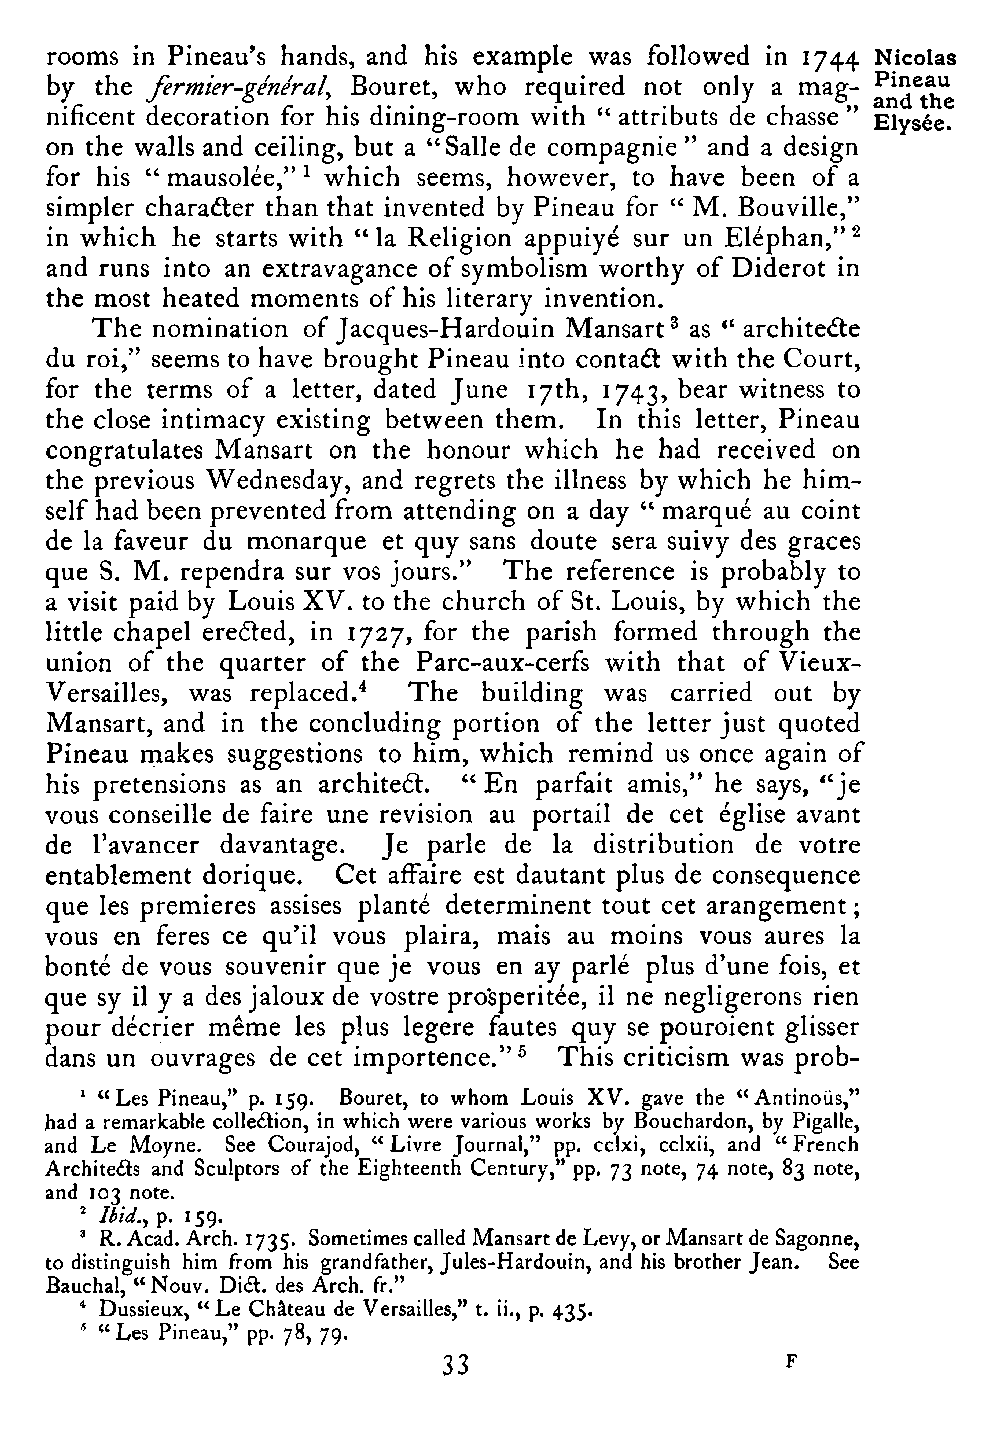 rooms in Pineau's hands, and his example was followed in 1744
by the fermier-général, Bouret, who required not only a mag-
nificent decoration for his dining-room with “ attributs de chasse ”
on the walls and ceiling, but a “ Salle de compagnie ” and a design
for his “ mausolée,” ¹ which seems, however, to have been of a
simpler character than that invented by Pineau for “ M. Bouville,”
in which he starts with “ la Religion appuiyé sur un Eléphan,” ²
and runs into an extravagance of symbolism worthy of Diderot in
the most heated moments of his literary invention.
Nicolas
Pineau
and the
Elysée.
The nomination of Jacques-Hardouin Mansart ³ as “ architecte
du roi,” seems to have brought Pineau into contact with the Court,
for the terms of a letter, dated June 17th, 1743, bear witness to
the close intimacy existing between them. In this letter, Pineau
congratulates Mansart on the honour which he had received on
the previous Wednesday, and regrets the illness by which he him-
self had been prevented from attending on a day “ marqué au coint
de la faveur du monarque et quy sans doute sera suivy des graces
que S. M. rependra sur vos jours.” The reference is probably to
a visit paid by Louis XV. to the church of St. Louis, by which the
little chapel erected, in 1727, for the parish formed through the
union of the quarter of the Parc-aux-cerfs with that of Vieux-
Versailles, was replaced.⁴ The building was carried out by
Mansart, and in the concluding portion of the letter just quoted
Pineau makes suggestions to him, which remind us once again of
his pretensions as an architect. “ En parfait amis,” he says, “ je
vous conseille de faire une revision au portail de cet église avant
de l'avancer davantage. Je parle de la distribution de votre
entablement dorique. Cet affaire est dautant plus de consequence
que les premieres assises planté determinent tout cet arangement ;
vous en feres ce qu'il vous plaira, mais au moins vous aures la
bonté de vous souvenir que je vous en ay parlé plus d'une fois, et
que sy il y a des jaloux de vostre prosperitée, il ne negligerons rien
pour décrier même les plus legere fautes quy se pouroient glisser
dans un ouvrages de cet importence.” ⁵ This criticism was prob-
¹ “ Les Pineau,” p. 159. Bouret, to whom Louis XV. gave the “ Antinoüs,”
had a remarkable collection, in which were various works by Bouchardon, by Pigalle,
and Le Moyne. See Courajod, “ Livre Journal,” pp. cclxi, cclxii, and “ French
Architects and Sculptors of the Eighteenth Century,” pp. 73 note, 74 note, 83 note,
and 103 note.
² Ibid., p. 159.
³ R. Acad. Arch. 1735. Sometimes called Mansart de Levy, or Mansart de Sagonne,
to distinguish him from his grandfather, Jules-Hardouin, and his brother Jean. See
Bauchal, “ Nouv. Dict. des Arch. fr.”
⁴ Dussieux, “ Le Château de Versailles,” t. ii., p. 435.
⁵ “ Les Pineau,” pp. 78, 79.
33 F